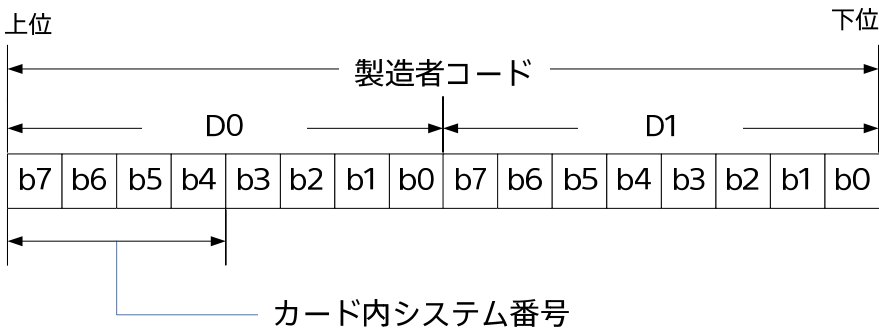 上位 下位
製造者コード
D0 D1
b7 b6 b5 b4 b3 b2 b1 b0 b7 b6 b5 b4 b3 b2 b1 b0
カード内システム番号